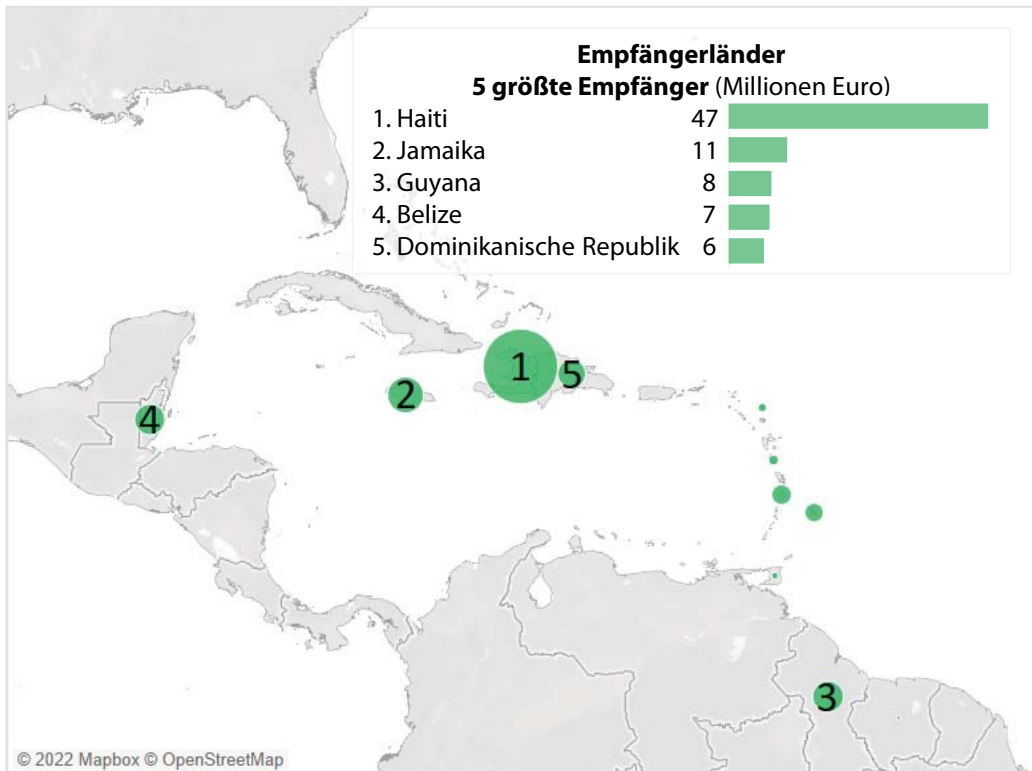 Empfängerländer
5 größte Empfänger (Millionen Euro)
1. Haiti 47
2. Jamaika 11
3. Guyana 8
4. Belize 7
5. Dominikanische Republik 6
1
5
2
4
3
© 2022 Mapbox © OpenStreetMap